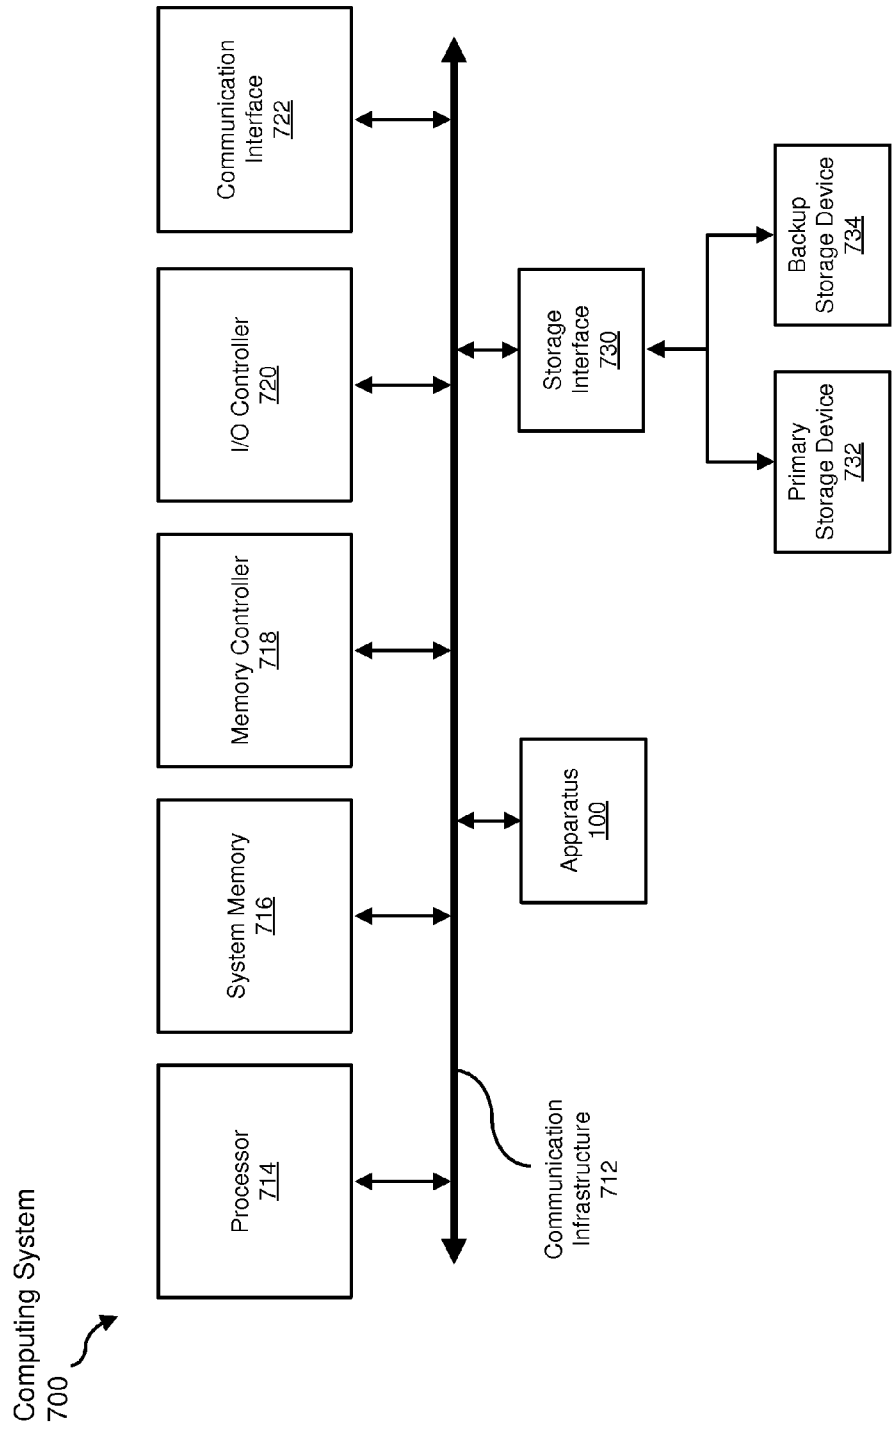 Computing System
700
Processor
714
System Memory
716
Memory Controller
718
I/O Controller
720
Communication
Interface
722
Communication
Infrastructure
712
Apparatus
100
Storage
Interface
730
Primary
Storage Device
732
Backup
Storage Device
734